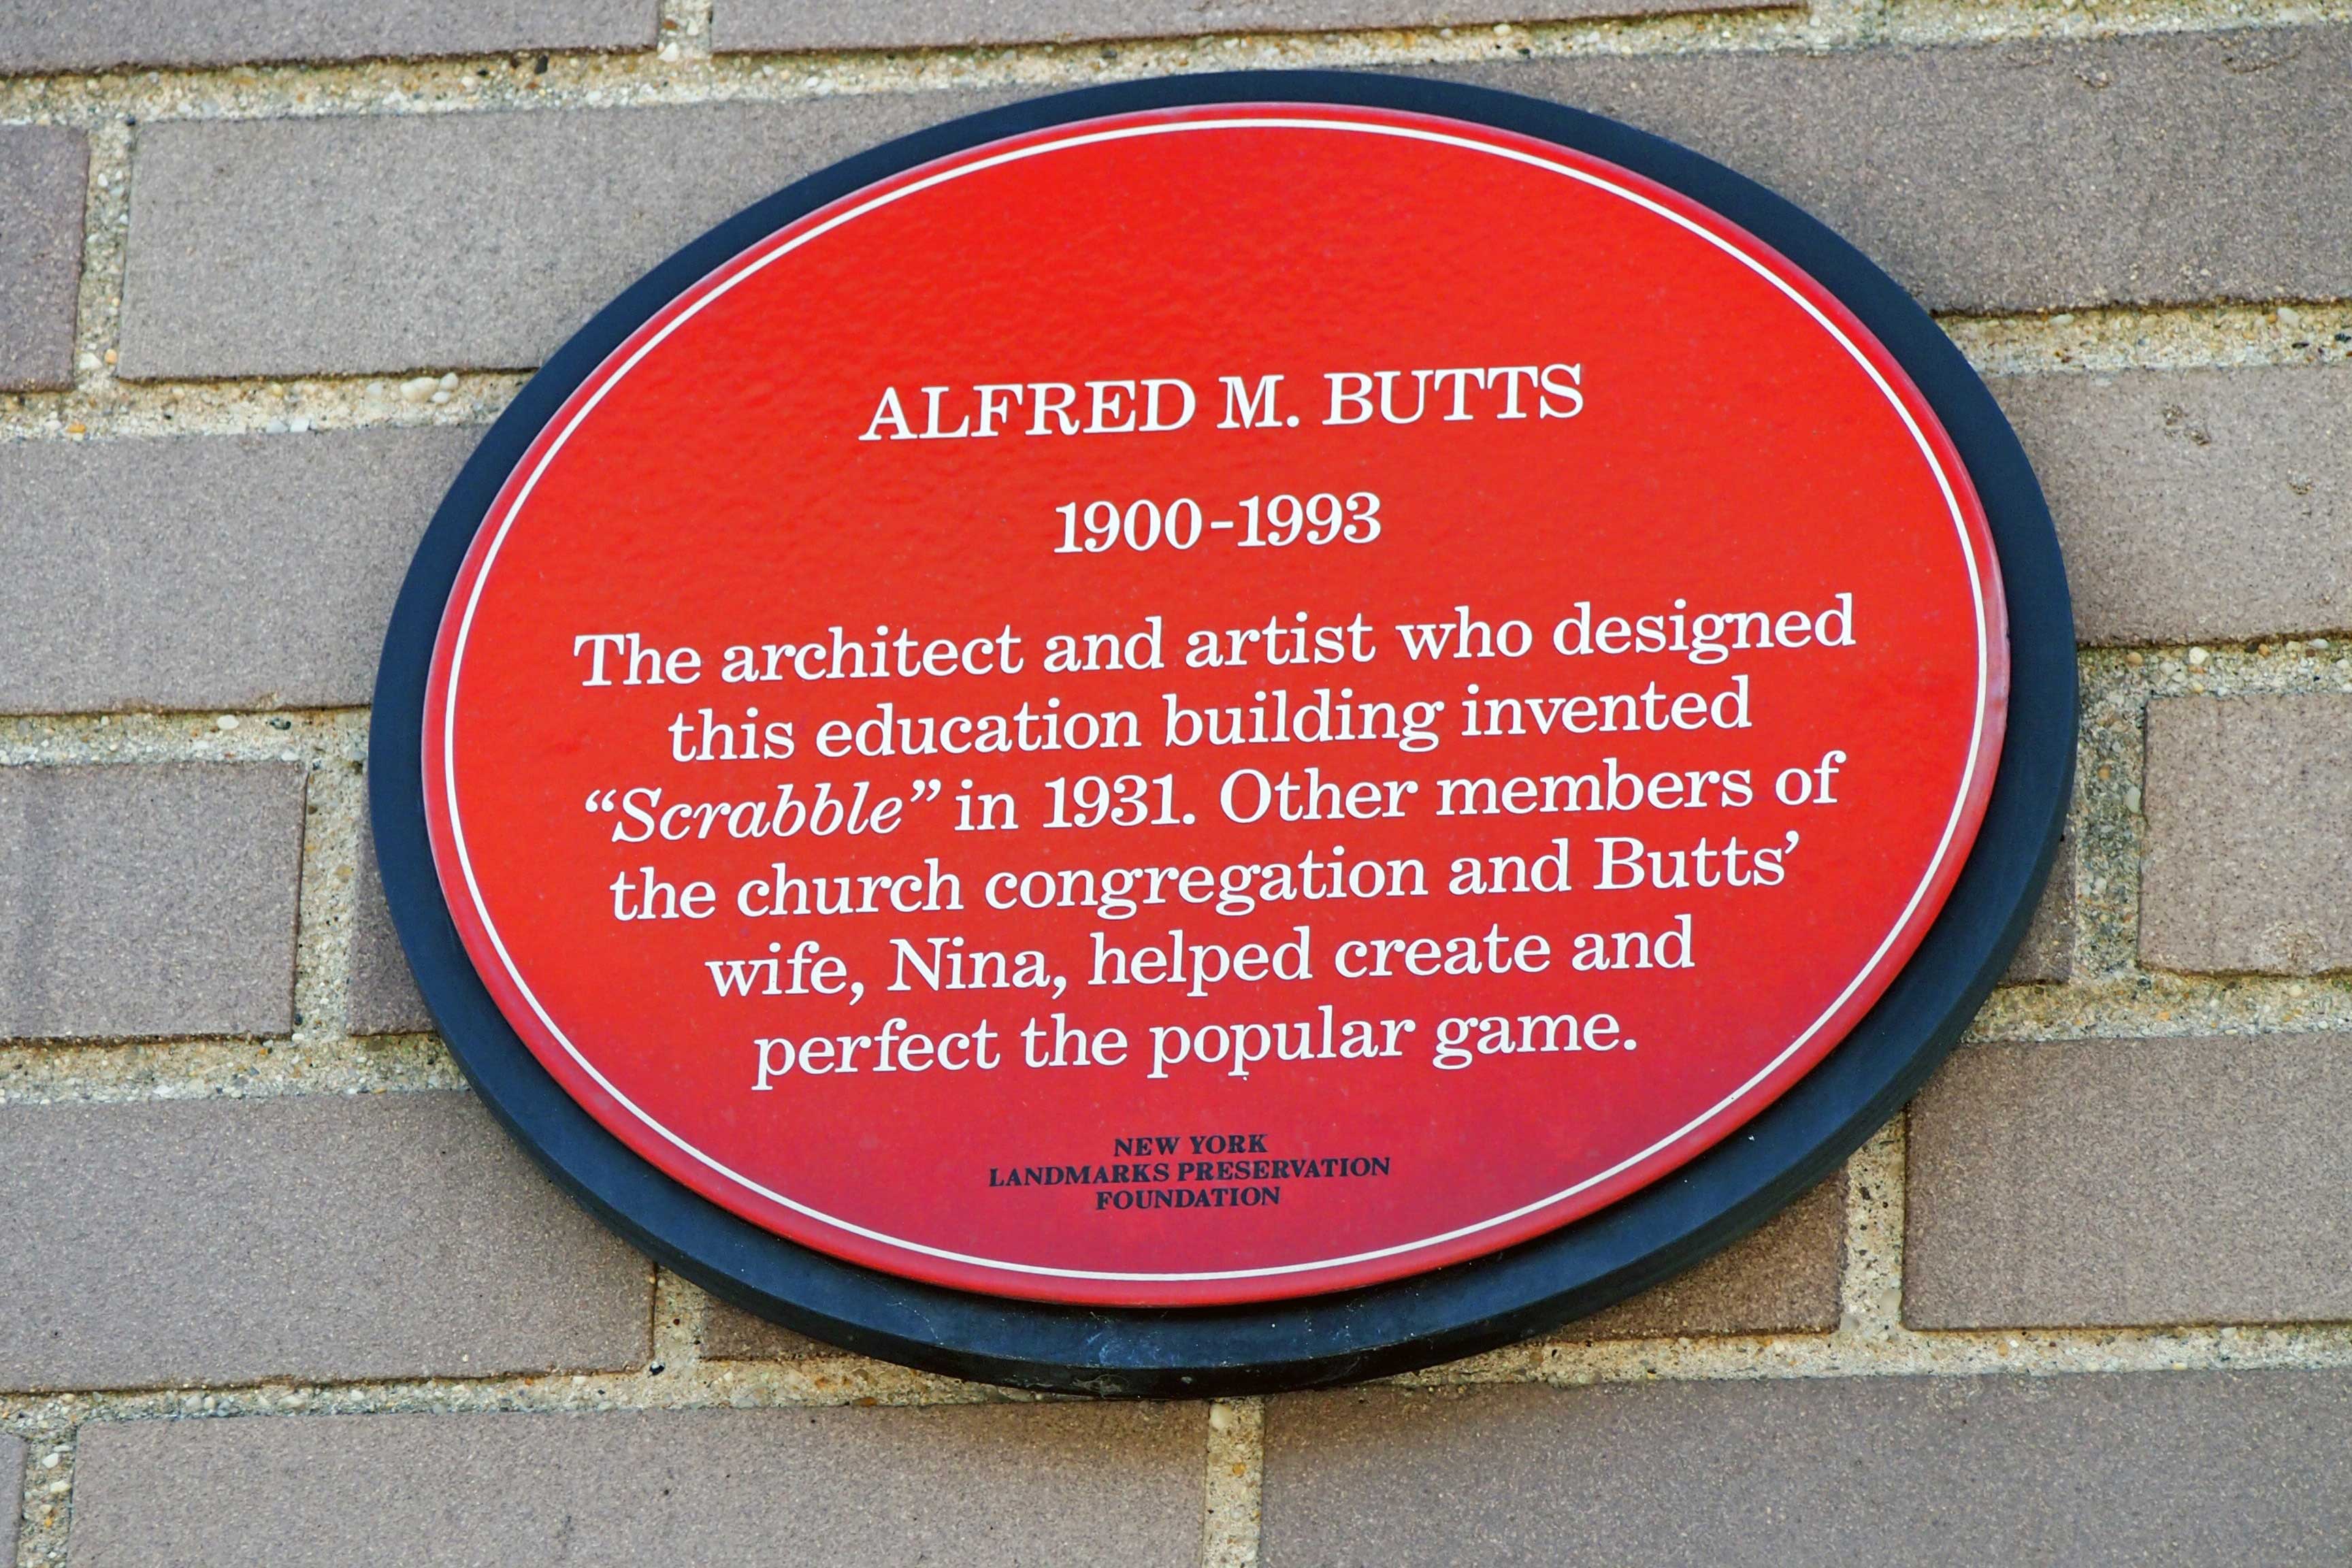 ALFRED M. BUTTS
1900-1993
The architect and artist who designed
this education building invented
“Scrabble” in 1931. Other members of
the church congregation and Butts’
wife, Nina, helped create and
perfect the popular game.
NEW YORK
LANDMARKS PRESERVATION
FOUNDATION